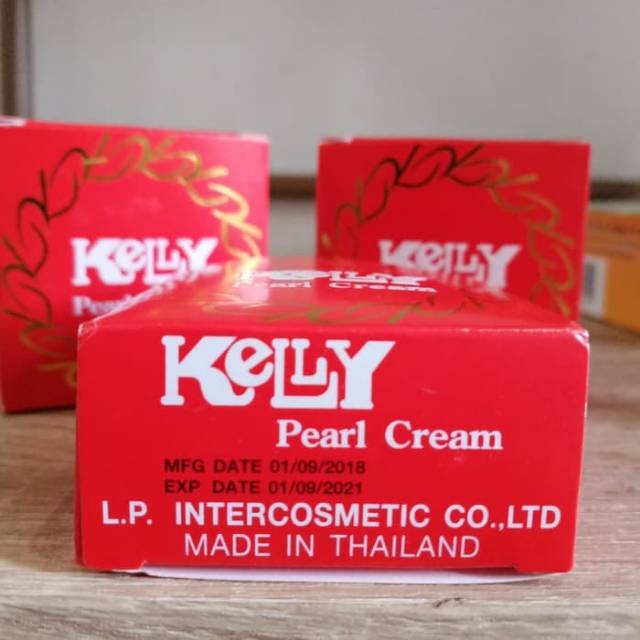 KeLLY
Pearl
KeLLY
KeLLY
Pearl Cream
KeLLY
Pearl Cream
MFG DATE 01/09/2018
EXP DATE 01/09/2021
L.P. INTERCOSMETIC CO.,LTD
MADE IN THAILAND